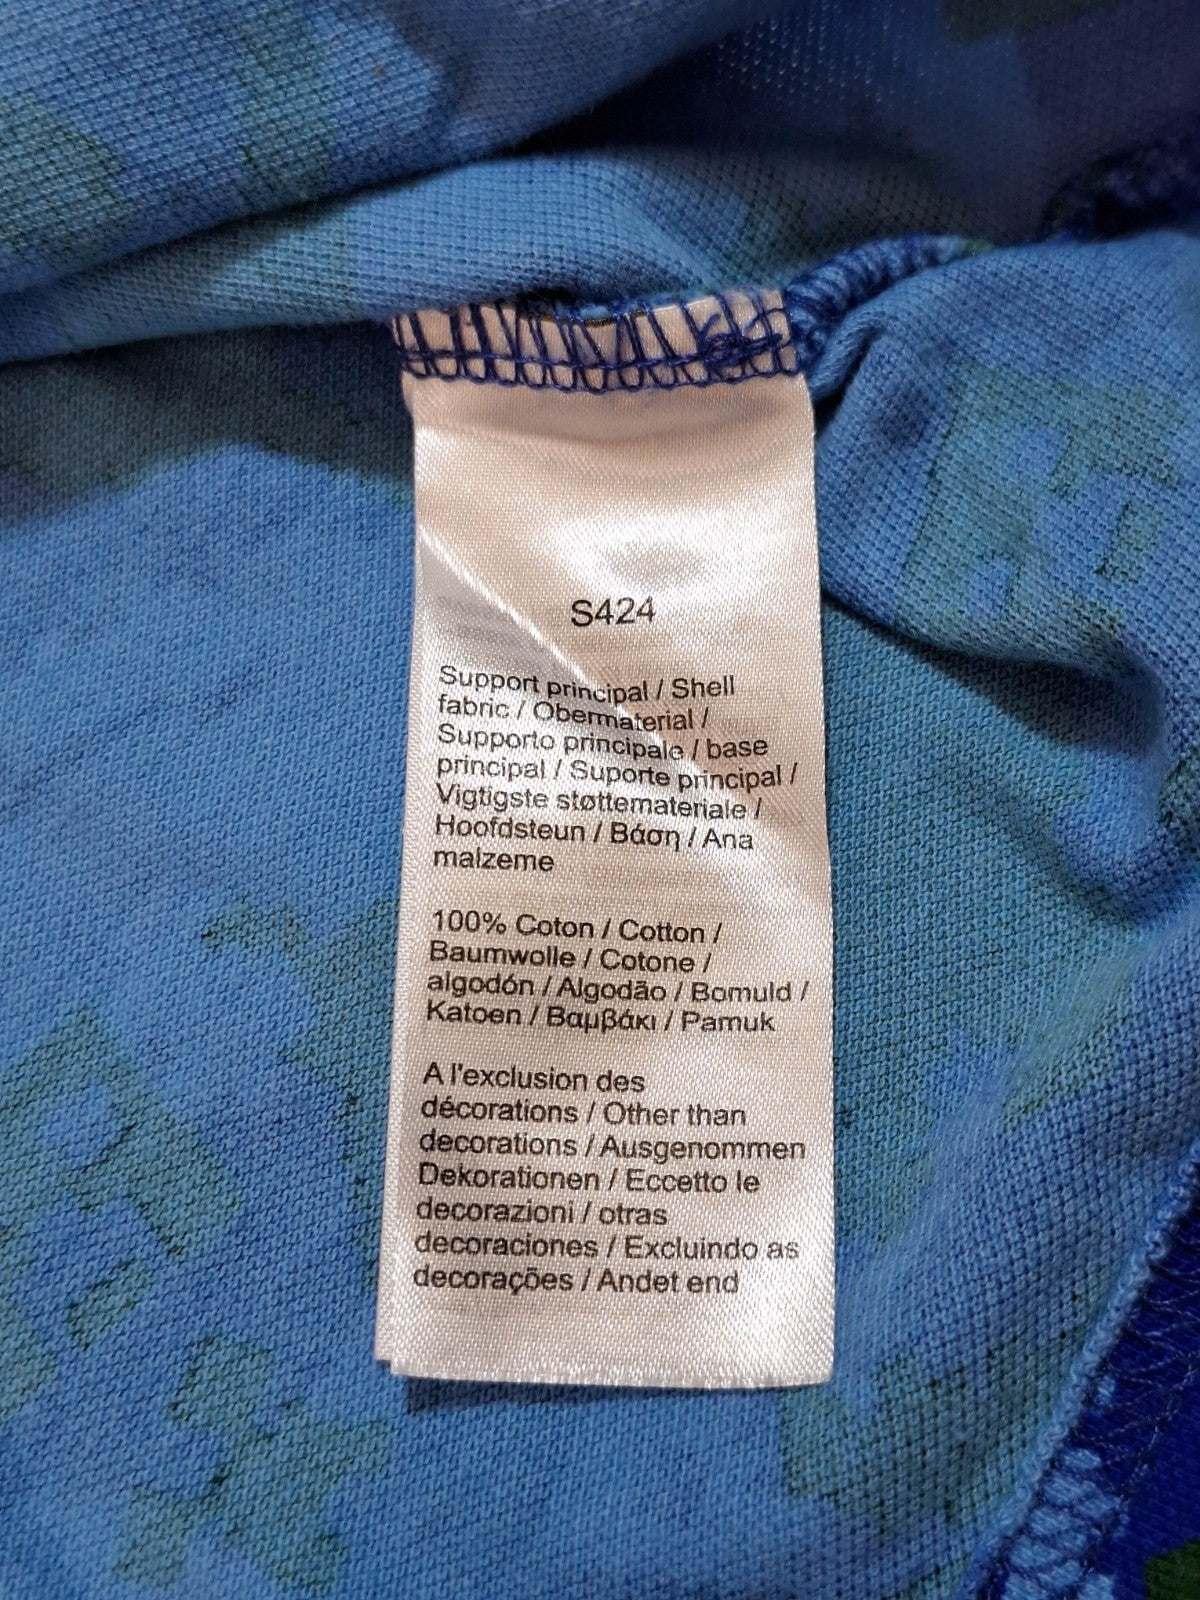 S424
Support principal / Shell
fabric / Obermaterial /
Supporto principale / base
principal / Suporte principal /
Vigtigste støttemateriale /
Hoofdsteun / Βάση / Ana
malzeme
100% Coton / Cotton /
Baumwolle / Cotone /
algodón / Algodão / Bomuld /
Katoen / Βαμβάκι / Pamuk
A l'exclusion des
décorations / Other than
decorations / Ausgenommen
Dekorationen / Eccetto le
decorazioni / otras
decoraciones / Excluindo as
decorações / Andet end